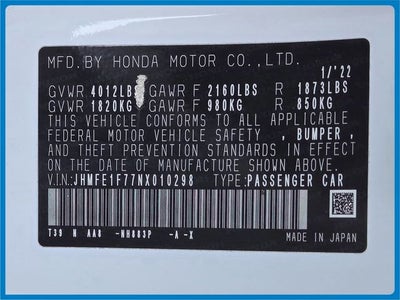 MFD.BY HONDA MOTOR CO.,LTD.
1/'22
GVWR 4012LBS GAWR F 2160LBS R 1873LBS
GVWR 1820KG GAWR F 980KG R 850KG
THIS VEHICLE CONFORMS TO ALL APPLICABLE
FEDERAL MOTOR VEHICLE SAFETY , BUMPER ,
AND THEFT PREVENTION STANDARDS IN EFFECT
ON THE DATE OF MANUFACTURE SHOWN ABOVE.
V.I.N.:JHMFE1F77NX010298 TYPE:PASSENGER CAR
T39 M AA8 -NH883P -A -X
MADE IN JAPAN